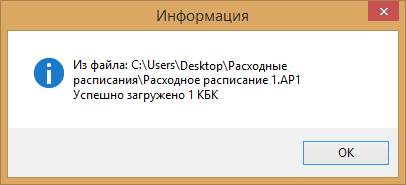 Информация
Из файла: C:\Users\Desktop\Расходные
расписания\Расходное расписание 1.AP1
Успешно загружено 1 КБК
OK